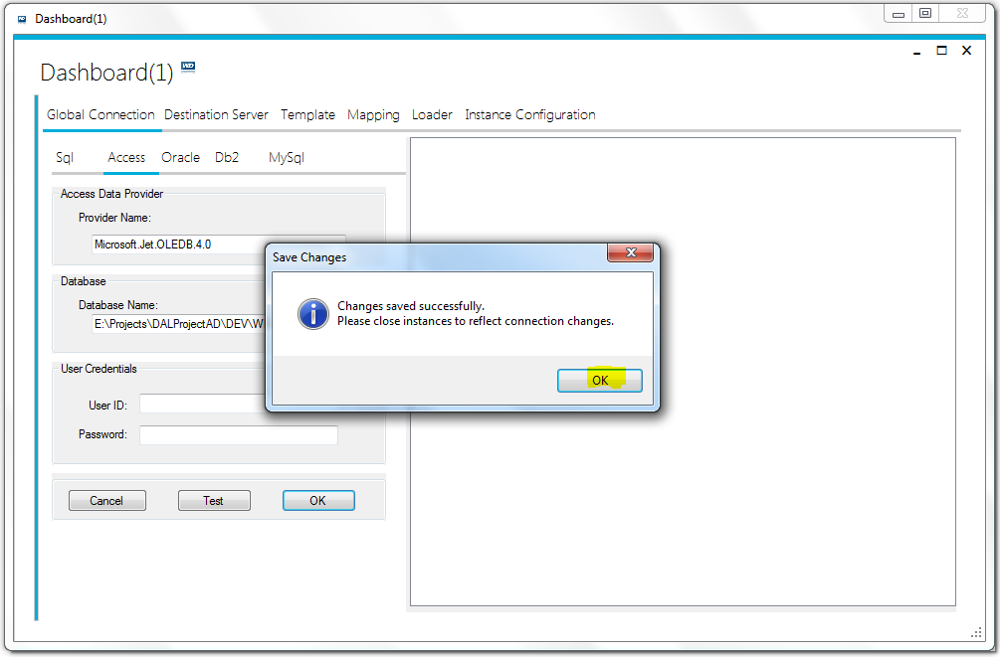 Dashboard(1)
Dashboard(1) WD
Global Connection Destination Server Template Mapping Loader Instance Configuration
Sql Access Oracle Db2 MySql
Access Data Provider
Provider Name:
Microsoft.Jet.OLEDB.4.0
Save Changes
Changes saved successfully.
Please close instances to reflect connection changes.
OK
Database
Database Name:
E:\Projects\DALProjectAD\DEV\W
User Credentials
User ID:
Password:
Cancel Test OK